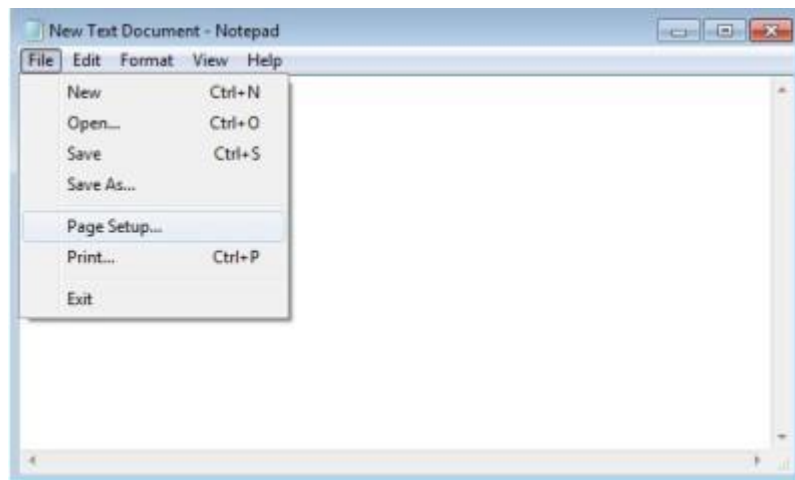 New Text Document - Notepad
File Edit Format View Help
New Ctrl+N
Open... Ctrl+O
Save Ctrl+S
Save As...
Page Setup...
Print... Ctrl+P
Exit